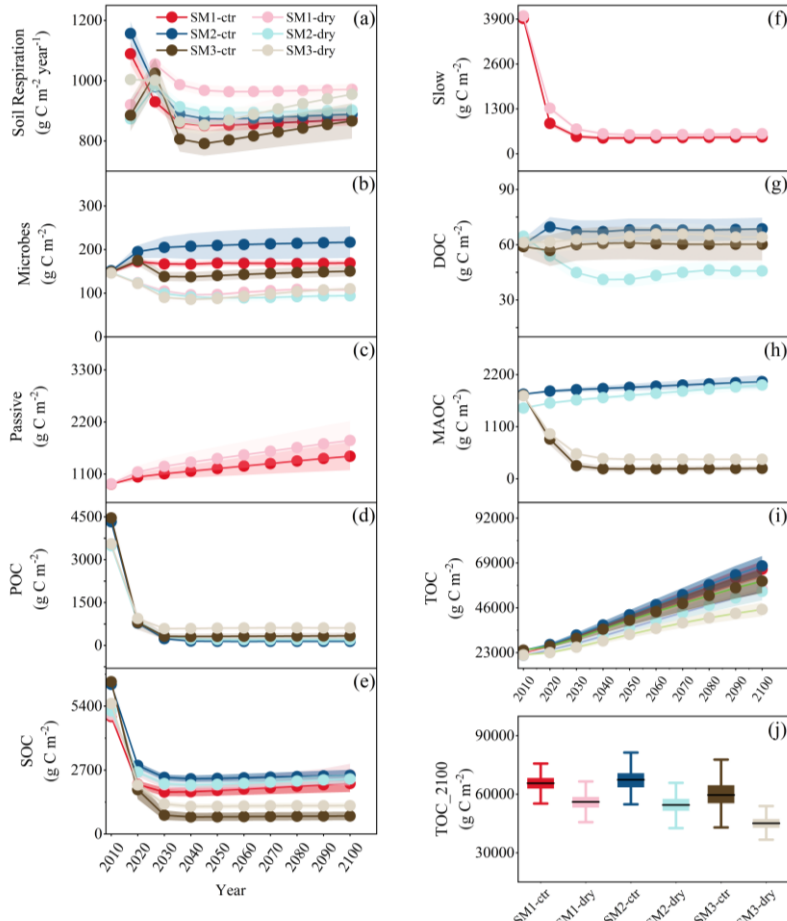 (a)
SM1-ctr SM1-dry
SM2-ctr SM2-dry
SM3-ctr SM3-dry
1200
1000
800
Soil Respiration
(g C m⁻² year⁻¹)
(b)
300
200
100
0
Microbes
(g C m⁻²)
(c)
3300
2200
1100
Passive
(g C m⁻²)
(d)
4500
3000
1500
0
POC
(g C m⁻²)
(e)
5400
2700
0
SOC
(g C m⁻²)
2010 2020 2030 2040 2050 2060 2070 2080 2090 2100
Year
(f)
3900
2600
1300
0
Slow
(g C m⁻²)
(g)
90
60
30
DOC
(g C m⁻²)
(h)
2200
1100
0
MAOC
(g C m⁻²)
(i)
92000
69000
46000
23000
TOC
(g C m⁻²)
2010 2020 2030 2040 2050 2060 2070 2080 2090 2100
(j)
90000
60000
30000
TOC_2100
(g C m⁻²)
SM1-ctr SM1-dry SM2-ctr SM2-dry SM3-ctr SM3-dry